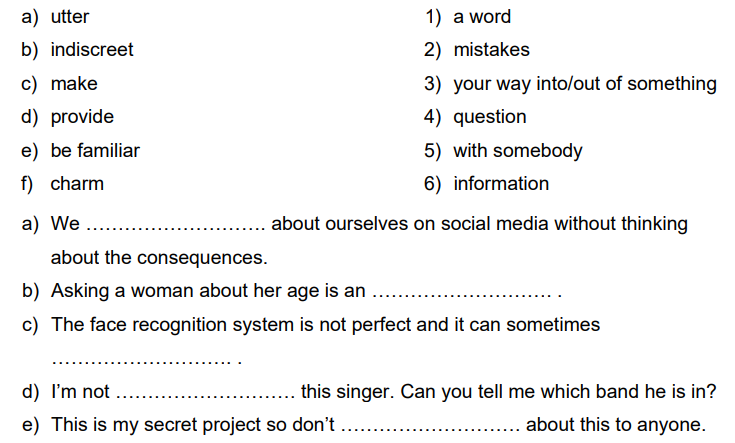 a) utter 1) a word
b) indiscreet 2) mistakes
c) make 3) your way into/out of something
d) provide 4) question
e) be familiar 5) with somebody
f) charm 6) information
a) We ………………………. about ourselves on social media without thinking
about the consequences.
b) Asking a woman about her age is an ………………………. .
c) The face recognition system is not perfect and it can sometimes
………………………. .
d) I’m not ………………………. this singer. Can you tell me which band he is in?
e) This is my secret project so don’t ………………………. about this to anyone.